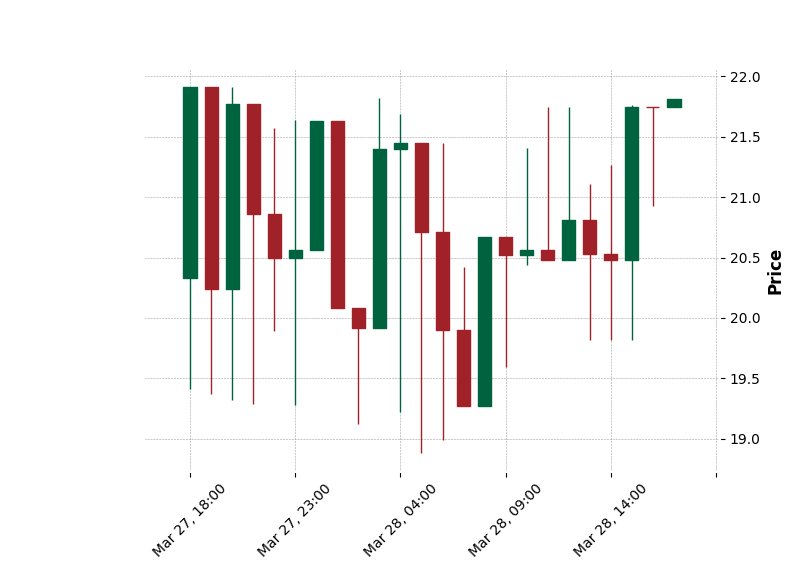 22.0
21.5
21.0
20.5
20.0
19.5
19.0
Price
Mar 27, 18:00
Mar 27, 23:00
Mar 28, 04:00
Mar 28, 09:00
Mar 28, 14:00